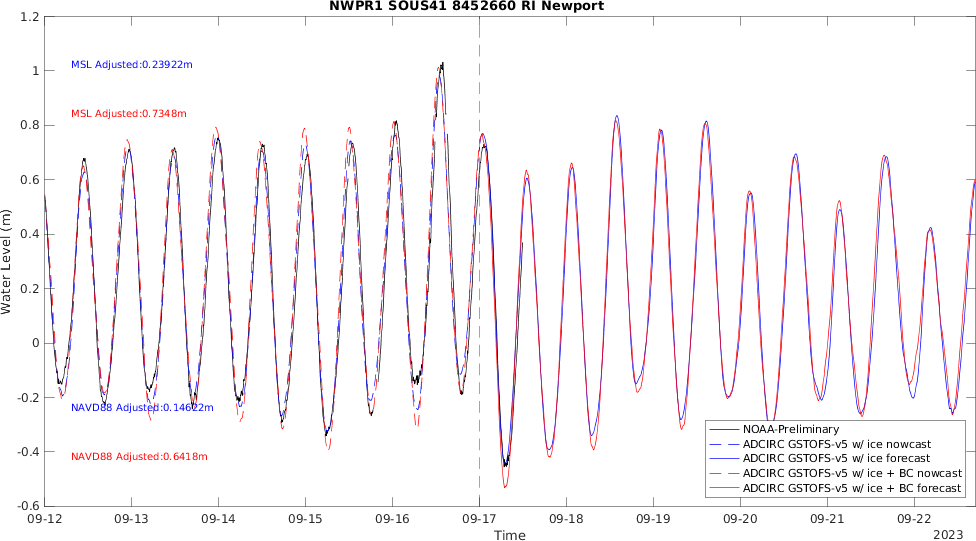 NWPR1 SOUS41 8452660 RI Newport
1.2
1
0.8
0.6
0.4
0.2
0
-0.2
-0.4
-0.6
Water Level (m)
MSL Adjusted:0.23922m
MSL Adjusted:0.7348m
NAVD88 Adjusted:0.14622m
NAVD88 Adjusted:0.6418m
NOAA-Preliminary
ADCIRC GSTOFS-v5 w/ ice nowcast
ADCIRC GSTOFS-v5 w/ ice forecast
ADCIRC GSTOFS-v5 w/ ice + BC nowcast
ADCIRC GSTOFS-v5 w/ ice + BC forecast
09-12 09-13 09-14 09-15 09-16 09-17 09-18 09-19 09-20 09-21 09-22
Time
2023